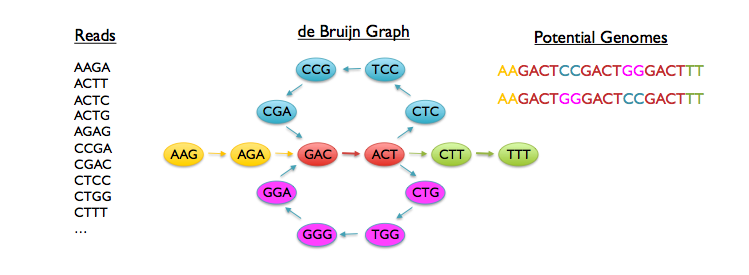 Reads
AAGA
ACTT
ACTC
ACTG
AGAG
CCGA
CGAC
CTCC
CTGG
CTTT
...
de Bruijn Graph
CCG TCC
CGA CTC
AAG AGA GAC ACT CTT TTT
GGA CTG
GGG TGG
Potential Genomes
AAGACTCCGACTGGGACTTT
AAGACTGGGACTCCGACTTT